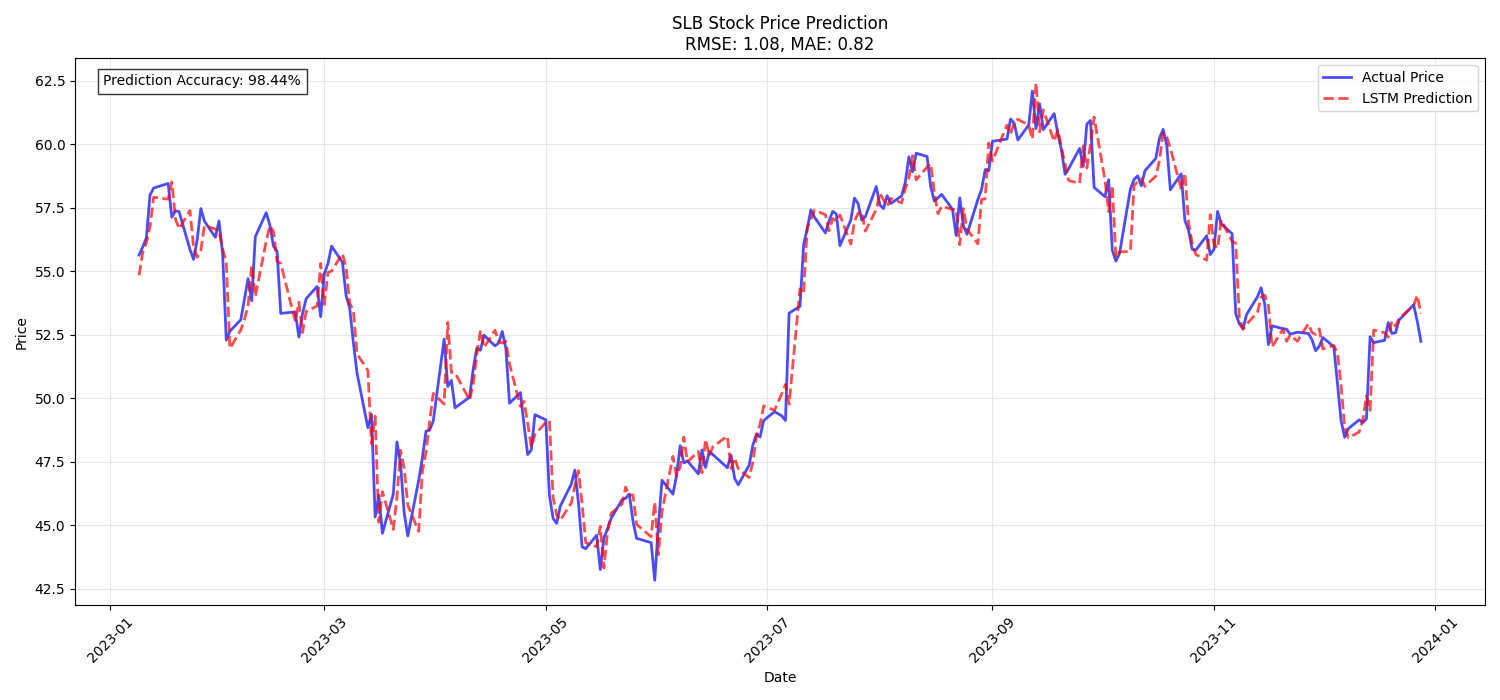 SLB Stock Price Prediction
RMSE: 1.08, MAE: 0.82
Prediction Accuracy: 98.44%
Actual Price
LSTM Prediction
Price
62.5
60.0
57.5
55.0
52.5
50.0
47.5
45.0
42.5
2023-01
2023-03
2023-05
2023-07
2023-09
2023-11
2024-01
Date